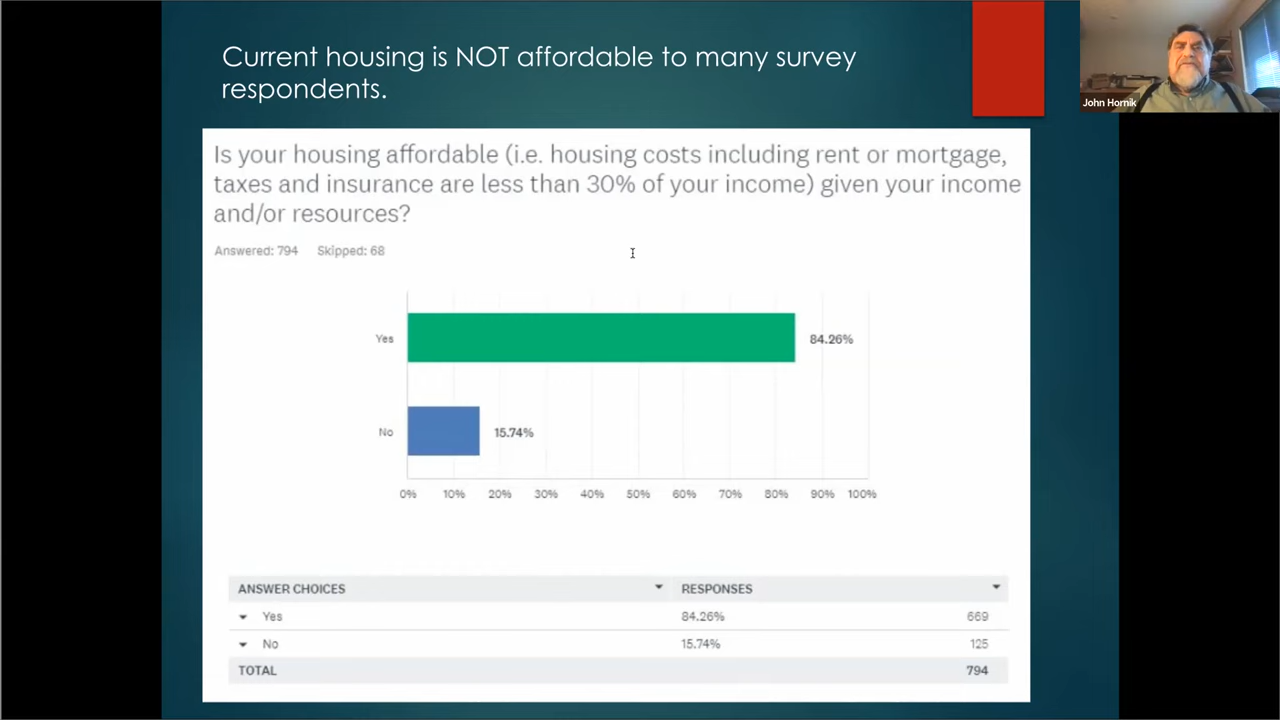 Current housing is NOT affordable to many survey
respondents.
John Hornik
Is your housing affordable (i.e. housing costs including rent or mortgage,
taxes and insurance are less than 30% of your income) given your income
and/or resources?
Answered: 794 Skipped: 68
Yes 84.26%
No 15.74%
0% 10% 20% 30% 40% 50% 60% 70% 80% 90% 100%
ANSWER CHOICES RESPONSES
Yes 84.26% 669
No 15.74% 125
TOTAL 794